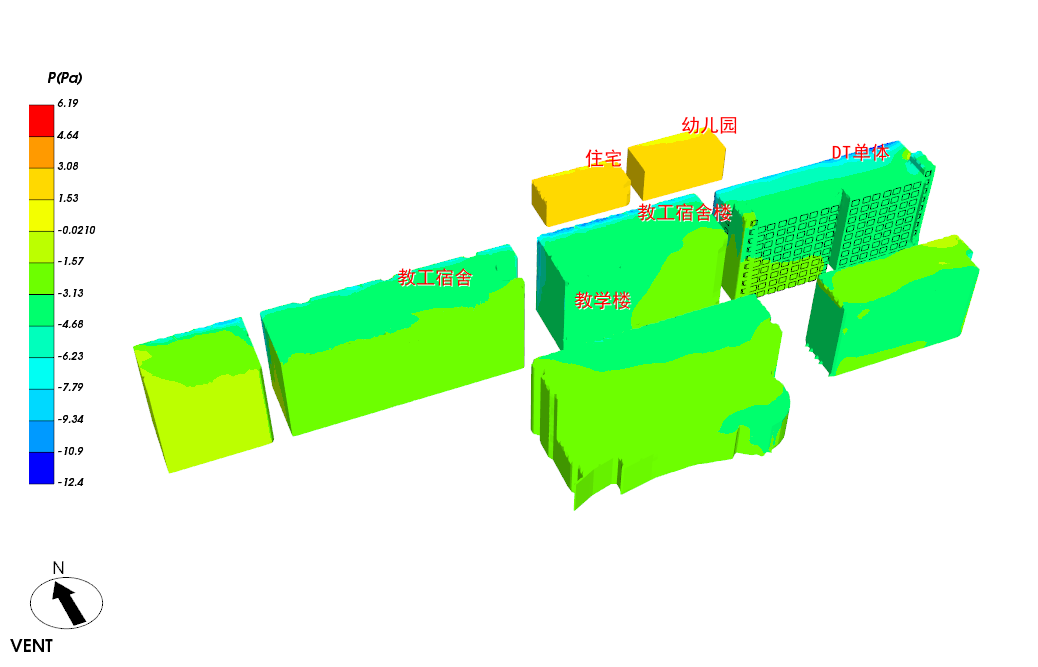 P(Pa)
6.19
4.64
3.08
1.53
-0.0210
-1.57
-3.13
-4.68
-6.23
-7.79
-9.34
-10.9
-12.4
幼儿园
住宅
DT单体
教工宿舍楼
教工宿舍
教学楼
N
VENT